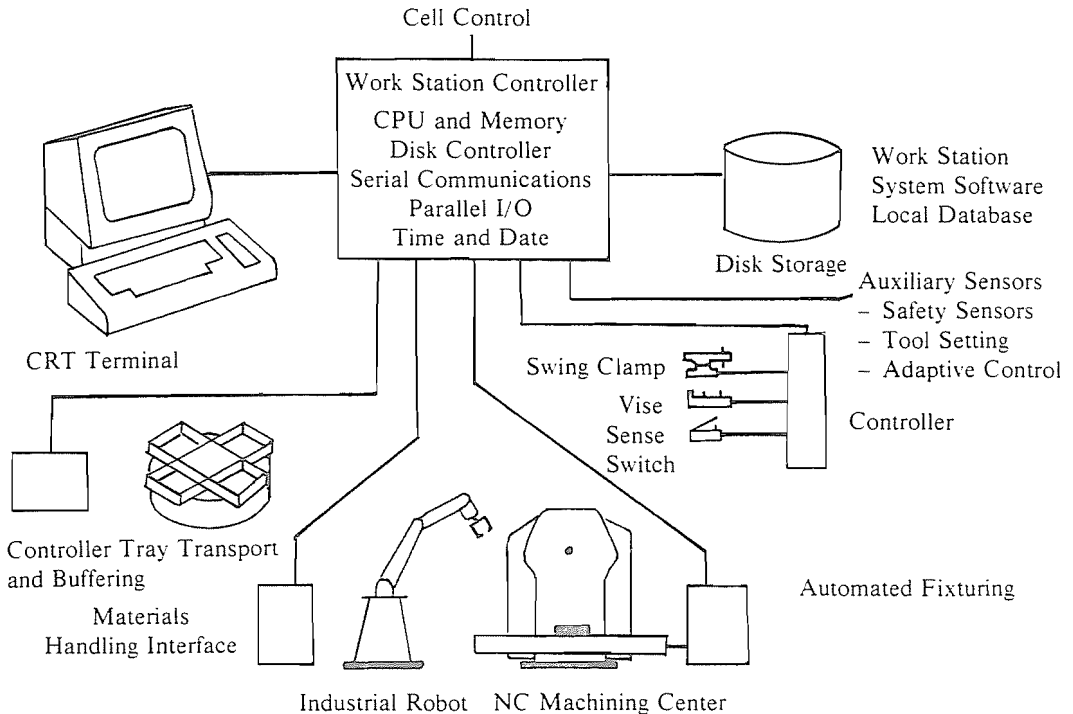 Cell Control
Work Station Controller
CPU and Memory
Disk Controller
Serial Communications
Parallel I/O
Time and Date
Work Station
System Software
Local Database
Disk Storage
CRT Terminal
Auxiliary Sensors
– Safety Sensors
– Tool Setting
– Adaptive Control
Swing Clamp
Vise
Sense
Switch
Controller
Controller Tray Transport
and Buffering
Materials
Handling Interface
Automated Fixturing
Industrial Robot
NC Machining Center